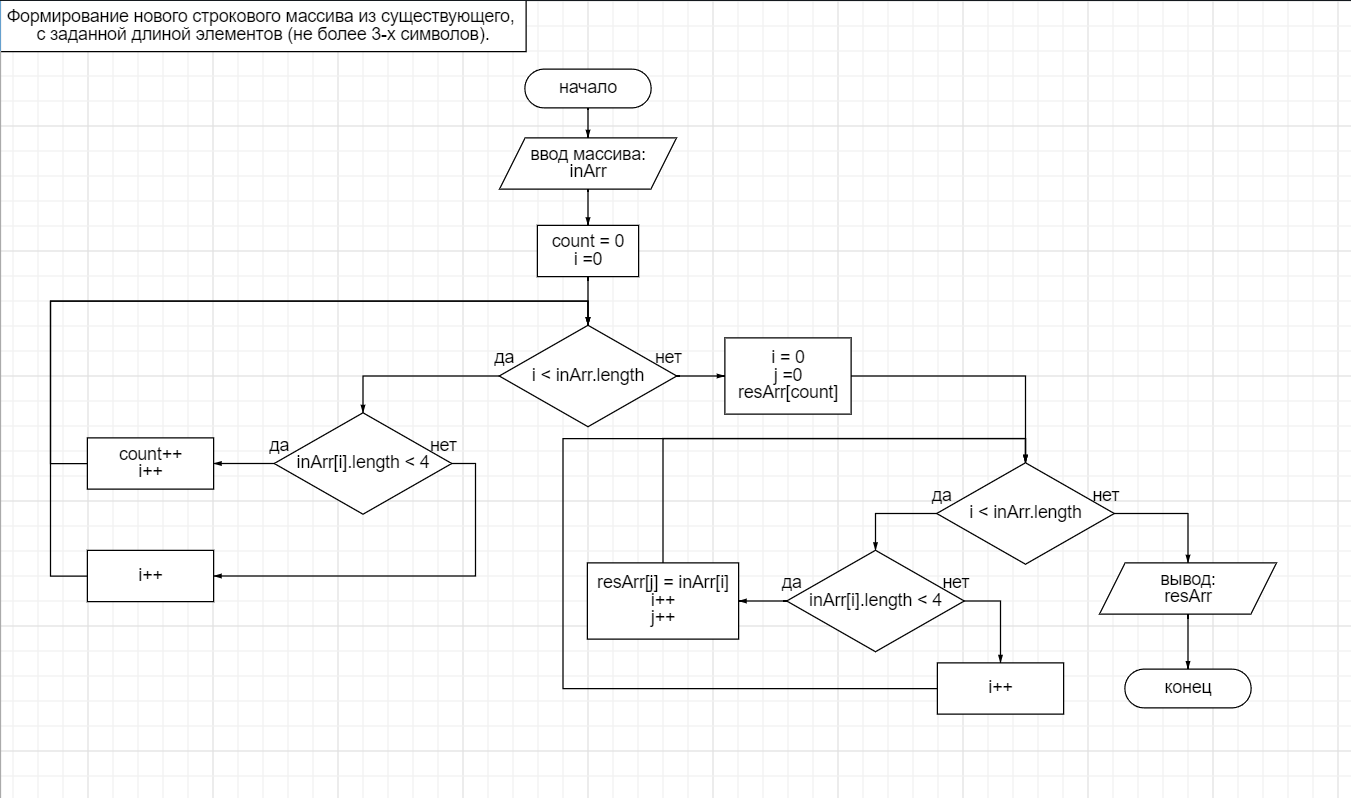 Формирование нового строкового массива из существующего,
с заданной длиной элементов (не более 3-х символов).
начало
ввод массива:
inArr
count = 0
i =0
да
i < inArr.length
нет
i = 0
j =0
resArr[count]
count++
i++
да
inArr[i].length < 4
нет
i++
да
i < inArr.length
нет
resArr[j] = inArr[i]
i++
j++
да
inArr[i].length < 4
нет
i++
вывод:
resArr
конец